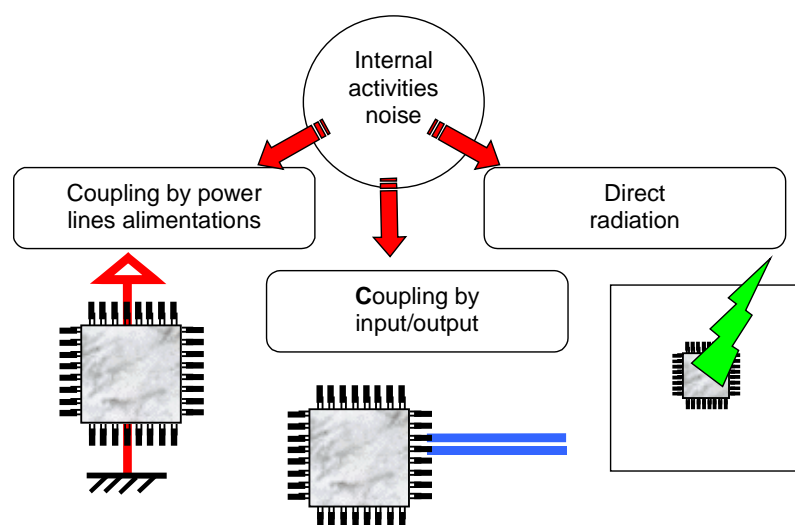 Internal
activities
noise
Coupling by power
lines alimentations
Direct
radiation
Coupling by
input/output